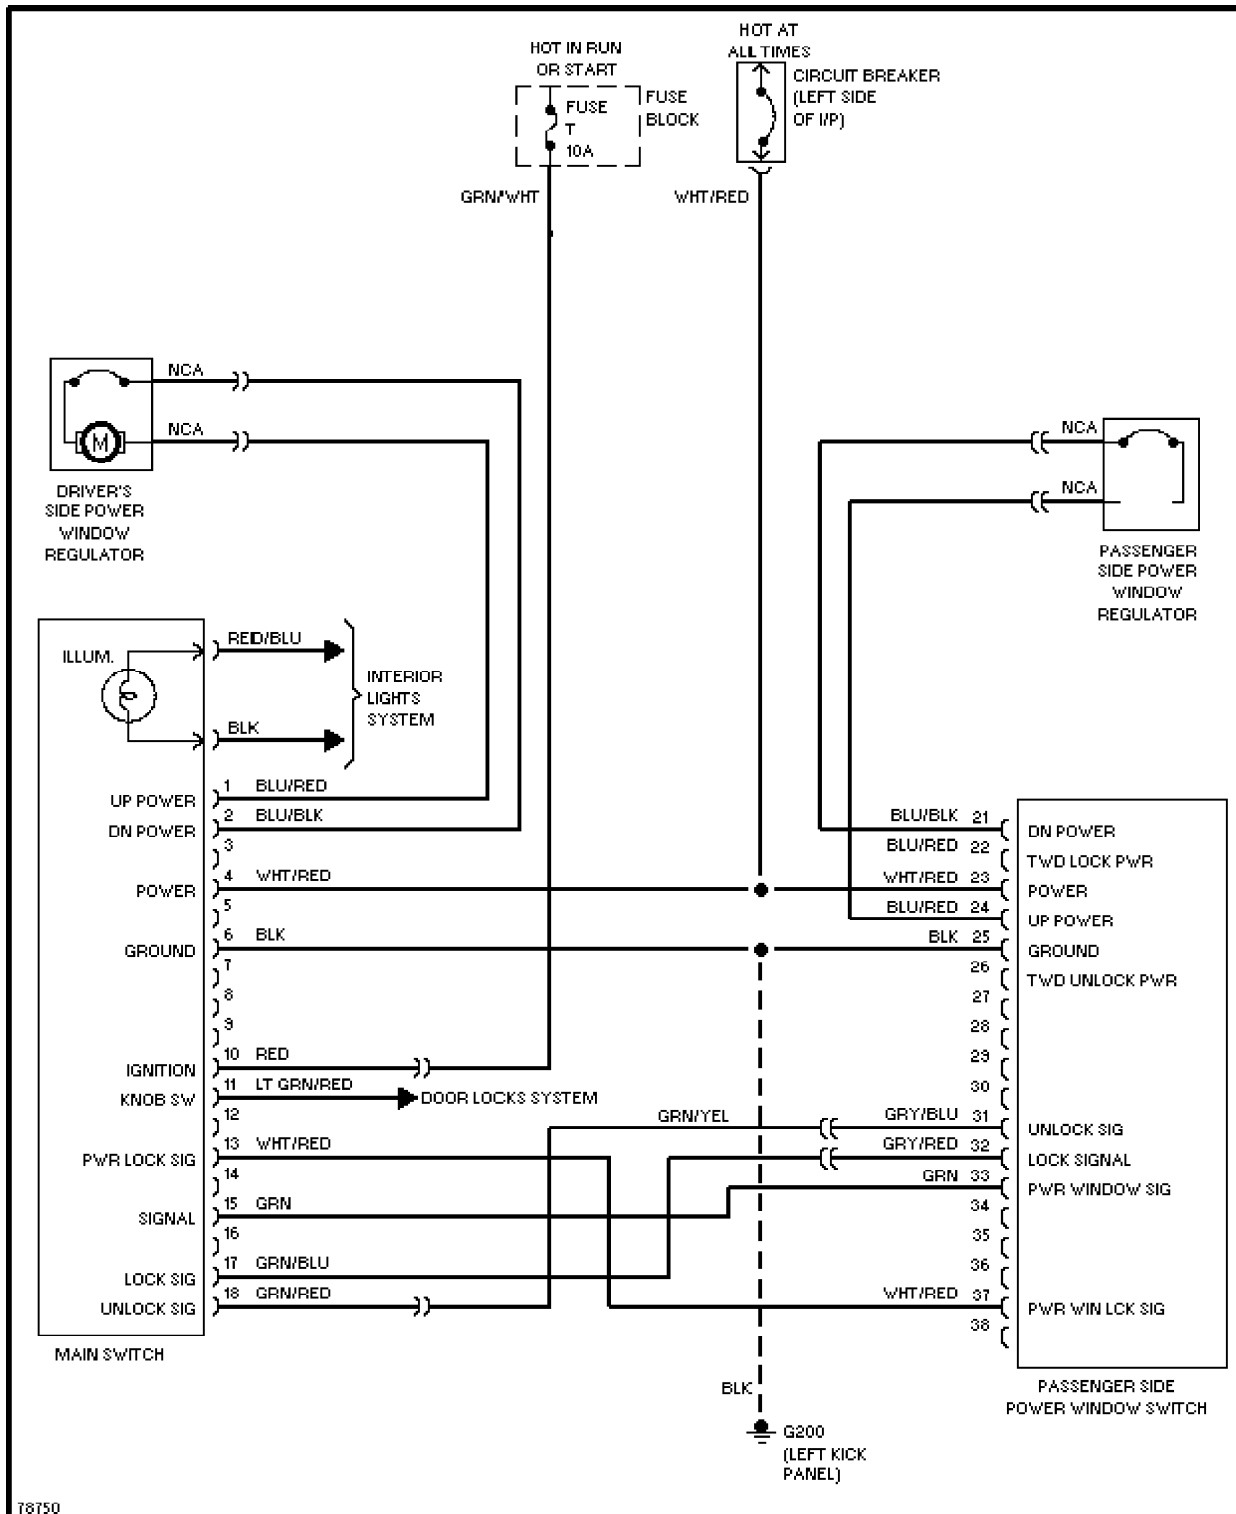 HOT IN RUN
OR START
FUSE
T
10A
FUSE
BLOCK
HOT AT
ALL TIMES
CIRCUIT BREAKER
(LEFT SIDE
OF I/P)
GRN/WHT
WHT/RED
NCA
NCA
M
DRIVER'S
SIDE POWER
WINDOW
REGULATOR
NCA
NCA
PASSENGER
SIDE POWER
WINDOW
REGULATOR
ILLUM.
RED/BLU
BLK
INTERIOR
LIGHTS
SYSTEM
UP POWER 1 BLU/RED
DN POWER 2 BLU/BLK
3
POWER 4 WHT/RED
5
GROUND 6 BLK
7
8
9
IGNITION 10 RED
KNOB SW 11 LT GRN/RED
DOOR LOCKS SYSTEM
12
PWR LOCK SIG 13 WHT/RED
14
SIGNAL 15 GRN
16
LOCK SIG 17 GRN/BLU
UNLOCK SIG 18 GRN/RED
MAIN SWITCH
GRN/YEL
BLU/BLK 21 DN POWER
BLU/RED 22 TWD LOCK PWR
WHT/RED 23 POWER
BLU/RED 24 UP POWER
BLK 25 GROUND
26 TWD UNLOCK PWR
27
28
29
30
GRY/BLU 31 UNLOCK SIG
GRY/RED 32 LOCK SIGNAL
GRN 33 PWR WINDOW SIG
34
35
36
WHT/RED 37 PWR WIN LCK SIG
38
PASSENGER SIDE
POWER WINDOW SWITCH
BLK
G200
(LEFT KICK
PANEL)
78750